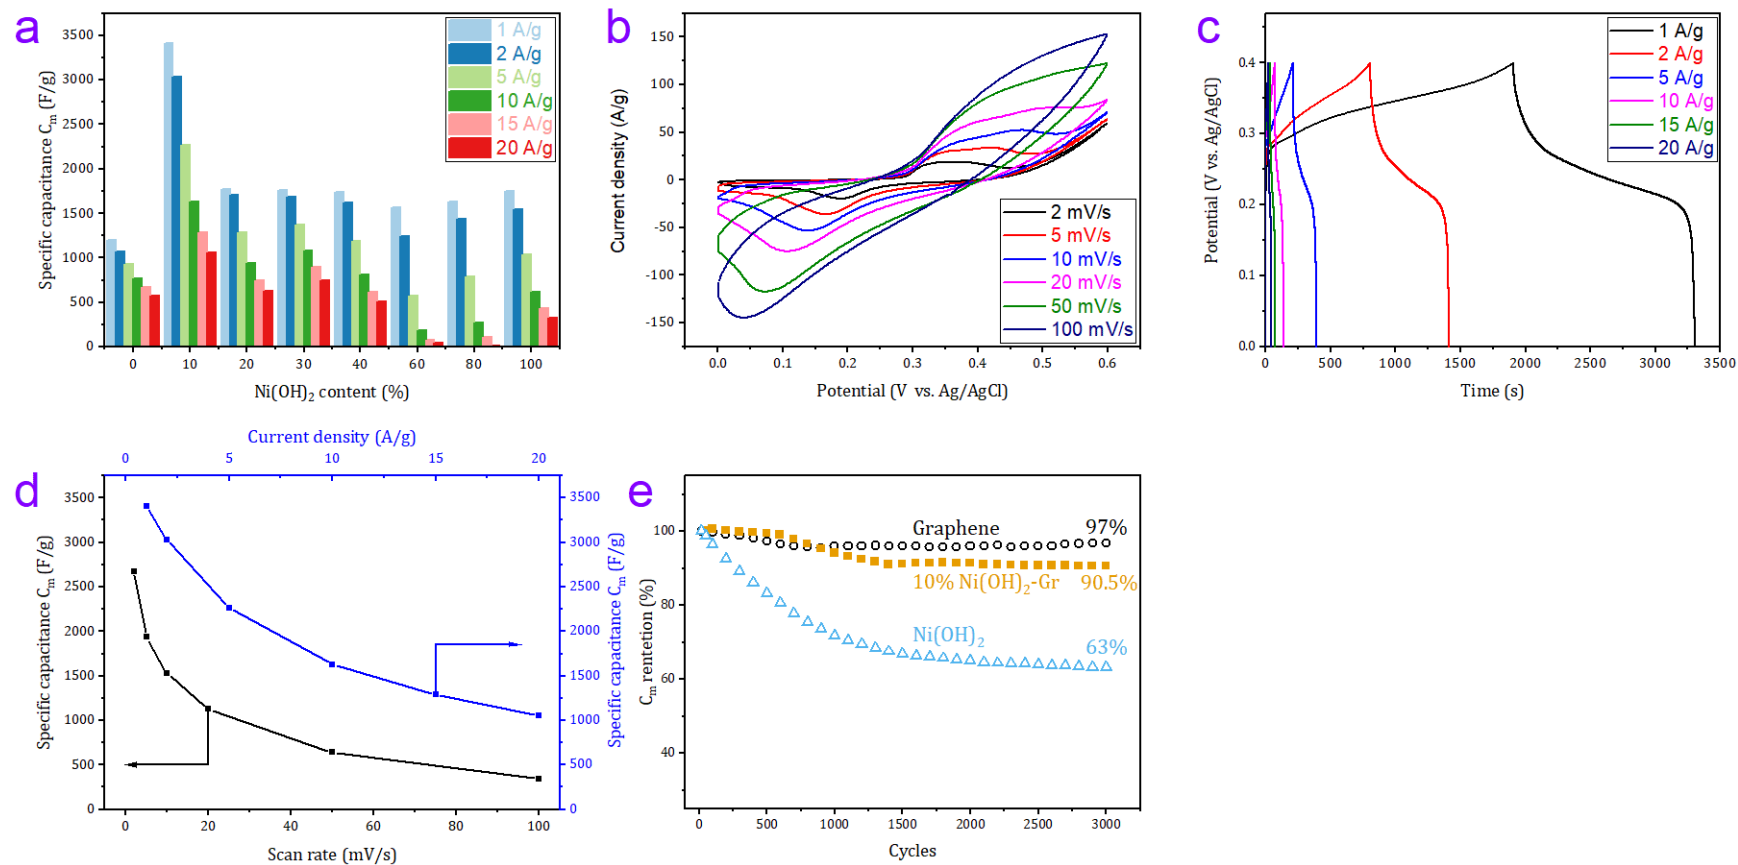 a
Specific capacitance Cm (F/g)
3500
3000
2500
2000
1500
1000
500
0
1 A/g
2 A/g
5 A/g
10 A/g
15 A/g
20 A/g
0 10 20 30 40 60 80 100
Ni(OH)2 content (%)
b
Current density (A/g)
150
100
50
0
-50
-100
-150
2 mV/s
5 mV/s
10 mV/s
20 mV/s
50 mV/s
100 mV/s
0.0 0.1 0.2 0.3 0.4 0.5 0.6
Potential (V vs. Ag/AgCl)
c
Potential (V vs. Ag/AgCl)
0.4
0.3
0.2
0.1
0.0
1 A/g
2 A/g
5 A/g
10 A/g
15 A/g
20 A/g
0 500 1000 1500 2000 2500 3000 3500
Time (s)
d
Current density (A/g)
0 5 10 15 20
Specific capacitance Cm (F/g)
3500
3000
2500
2000
1500
1000
500
0
3500
3000
2500
2000
1500
1000
500
0
Specific capacitance Cm (F/g)
0 20 40 60 80 100
Scan rate (mV/s)
e
Cm rentetion (%)
100
80
60
40
Graphene 97%
10% Ni(OH)2-Gr 90.5%
Ni(OH)2 63%
0 500 1000 1500 2000 2500 3000
Cycles